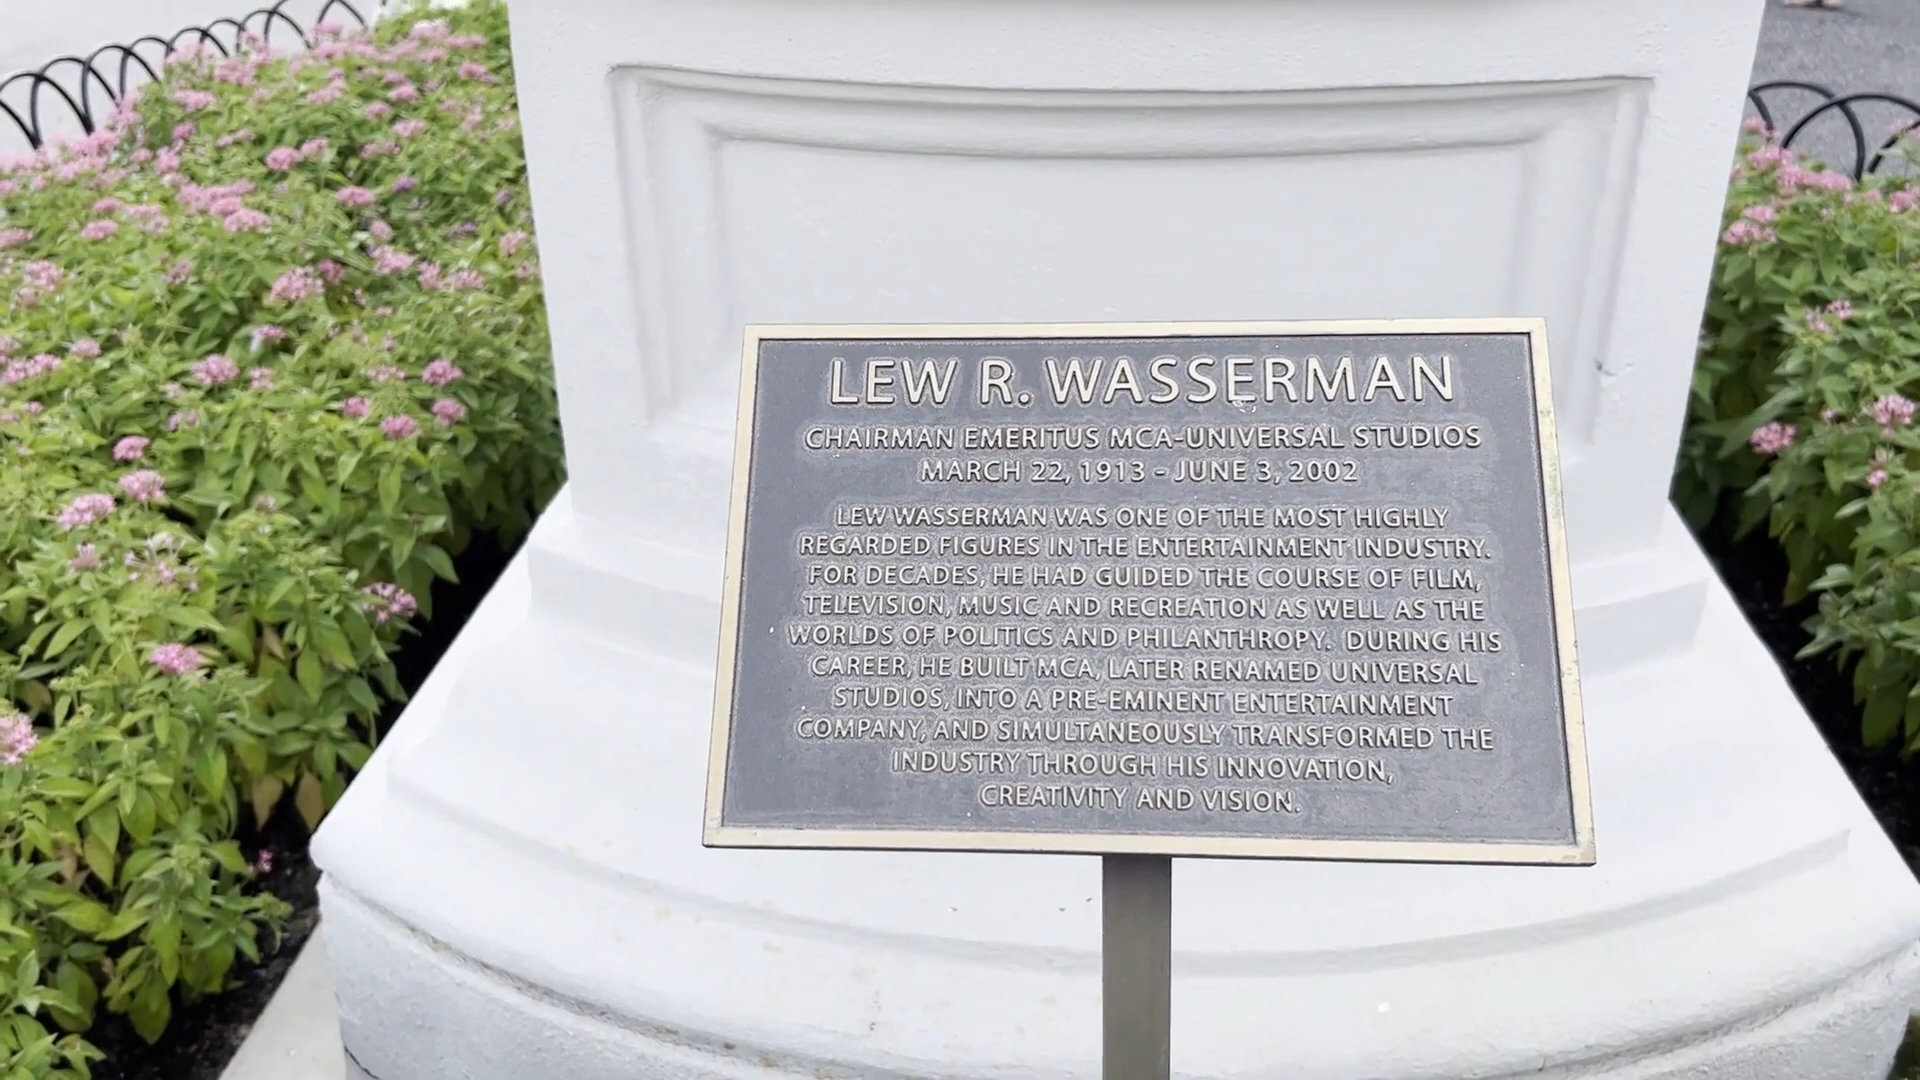 LEW R. WASSERMAN
CHAIRMAN EMERITUS MCA-UNIVERSAL STUDIOS
MARCH 22, 1913 - JUNE 3, 2002
LEW WASSERMAN WAS ONE OF THE MOST HIGHLY
REGARDED FIGURES IN THE ENTERTAINMENT INDUSTRY.
FOR DECADES, HE HAD GUIDED THE COURSE OF FILM,
TELEVISION, MUSIC AND RECREATION AS WELL AS THE
WORLDS OF POLITICS AND PHILANTHROPY. DURING HIS
CAREER, HE BUILT MCA, LATER RENAMED UNIVERSAL
STUDIOS, INTO A PRE-EMINENT ENTERTAINMENT
COMPANY, AND SIMULTANEOUSLY TRANSFORMED THE
INDUSTRY THROUGH HIS INNOVATION,
CREATIVITY AND VISION.